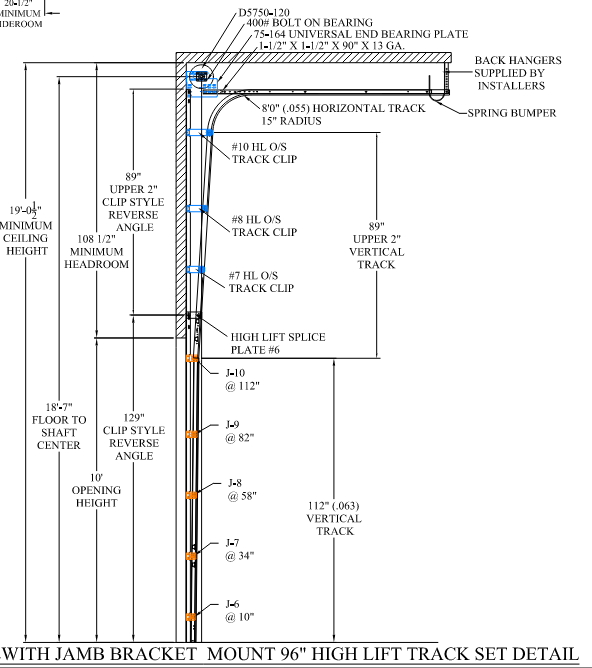 20-1/2"
MINIMUM
SIDEROOM
D5750-120
400# BOLT ON BEARING
75-164 UNIVERSAL END BEARING PLATE
1-1/2" X 1-1/2" X 90" X 13 GA.
BACK HANGERS
SUPPLIED BY
INSTALLERS
SPRING BUMPER
8'0" (.055) HORIZONTAL TRACK
15" RADIUS
#10 HL O/S
TRACK CLIP
89"
UPPER 2"
CLIP STYLE
REVERSE
ANGLE
#8 HL O/S
TRACK CLIP
19'-0 1/2"
MINIMUM
CEILING
HEIGHT
108 1/2"
MINIMUM
HEADROOM
89"
UPPER 2"
VERTICAL
TRACK
#7 HL O/S
TRACK CLIP
HIGH LIFT SPLICE
PLATE #6
J-10
@ 112"
18'-7"
FLOOR TO
SHAFT
CENTER
129"
CLIP STYLE
REVERSE
ANGLE
J-9
@ 82"
10'
OPENING
HEIGHT
J-8
@ 58"
112" (.063)
VERTICAL
TRACK
J-7
@ 34"
J-6
@ 10"
WITH JAMB BRACKET MOUNT 96" HIGH LIFT TRACK SET DETAIL